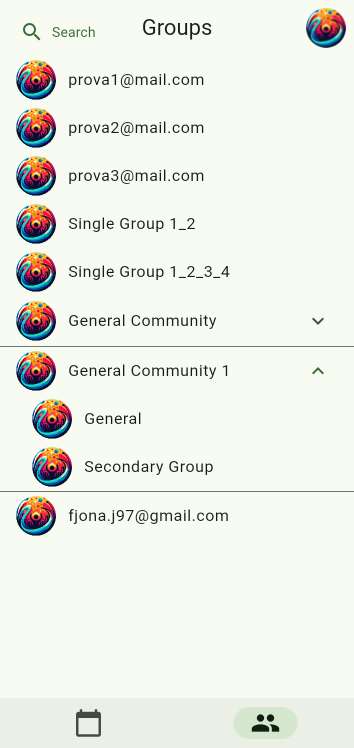 Search
Groups
prova1@mail.com
prova2@mail.com
prova3@mail.com
Single Group 1_2
Single Group 1_2_3_4
General Community
General Community 1
General
Secondary Group
fjona.j97@gmail.com